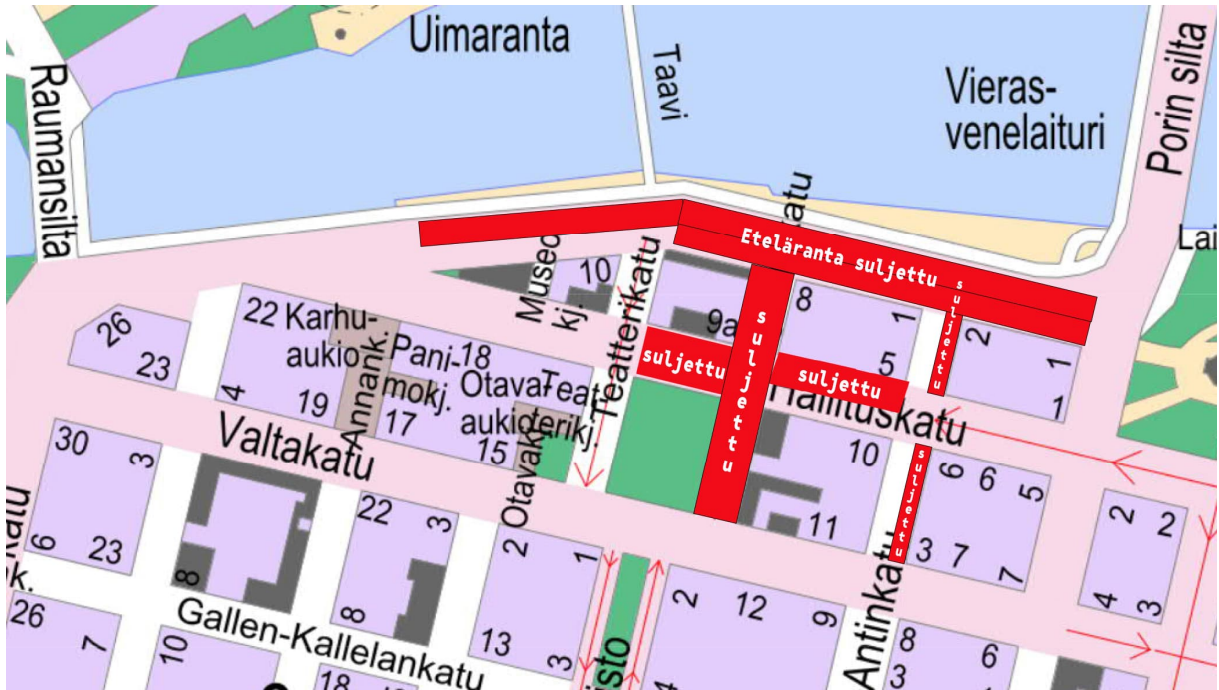 Uimaranta
Taavi
Vieras-
venelaituri
Porin silta
Raumansilta
Eteläranta suljettu
suljettu
10
Teatterikatu
kj.
9a
8
1
5
2
1
1
22 Karhu-
aukio
Annank.
Pani-
mokj.
18
Otava-
aukio
26
23
4
19
17
15
suljettu
suljettu
suljettu
Hallituskatu
Valtakatu
30
3
6
23
8
22
3
8
10
11
suljettu
6
6
5
3
7
7
2
2
4
3
2
1
13
3
2
12
9
Antinkatu
8
6
3
Gallen-Kallelankatu
k.
26
7
10
18
4